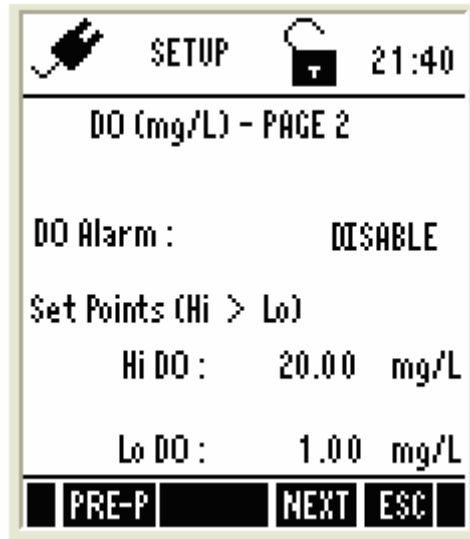 SETUP 21:40
DO (mg/L) - PAGE 2
DO Alarm : DISABLE
Set Points (Hi > Lo)
Hi DO : 20.00 mg/L
Lo DO : 1.00 mg/L
PRE-P NEXT ESC